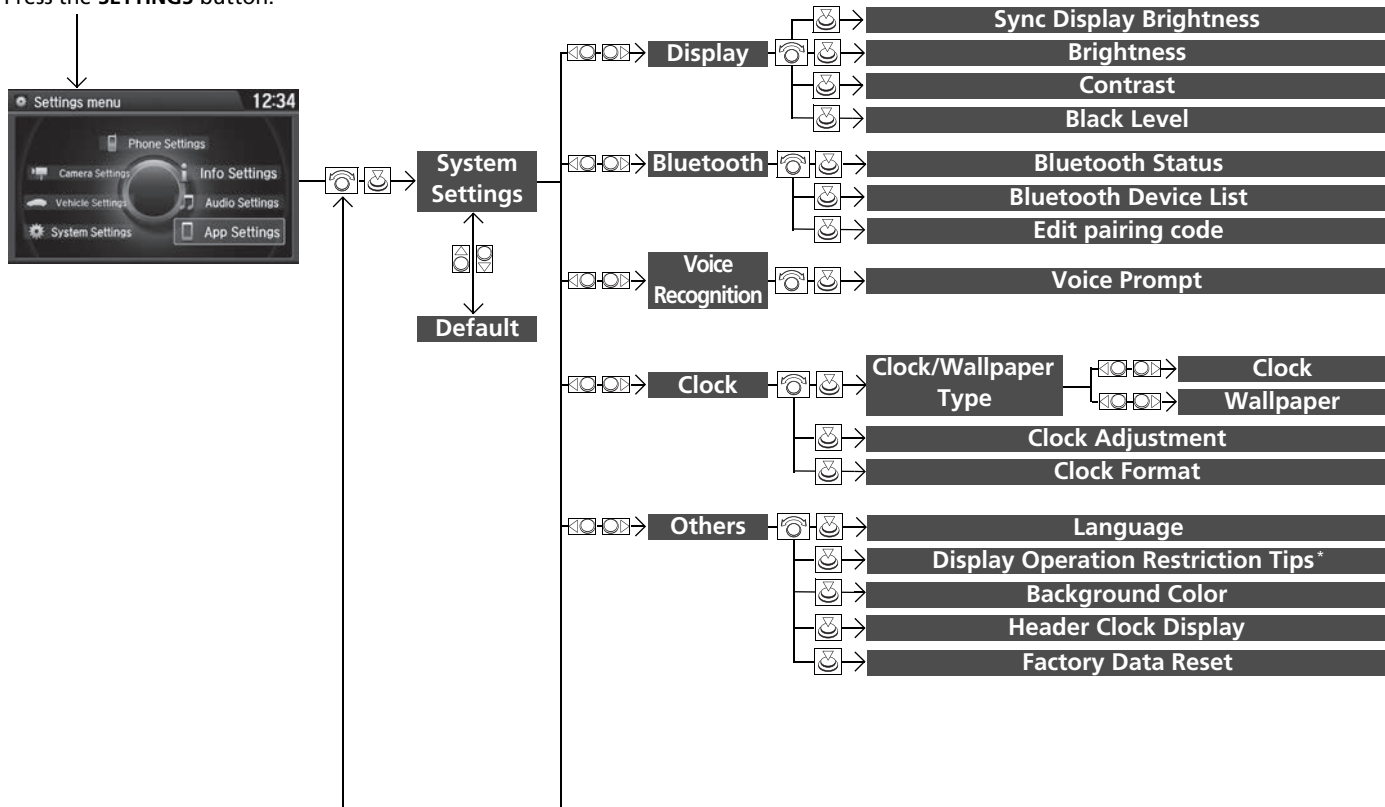 Press the SETTINGS button.
Settings menu 12:34
Phone Settings
Camera Settings
Info Settings
Vehicle Settings
Audio Settings
System Settings
App Settings
System
Settings
Default
Display
Sync Display Brightness
Brightness
Contrast
Black Level
Bluetooth
Bluetooth Status
Bluetooth Device List
Edit pairing code
Voice
Recognition
Voice Prompt
Clock
Clock/Wallpaper
Type
Clock
Wallpaper
Clock Adjustment
Clock Format
Others
Language
Display Operation Restriction Tips*
Background Color
Header Clock Display
Factory Data Reset